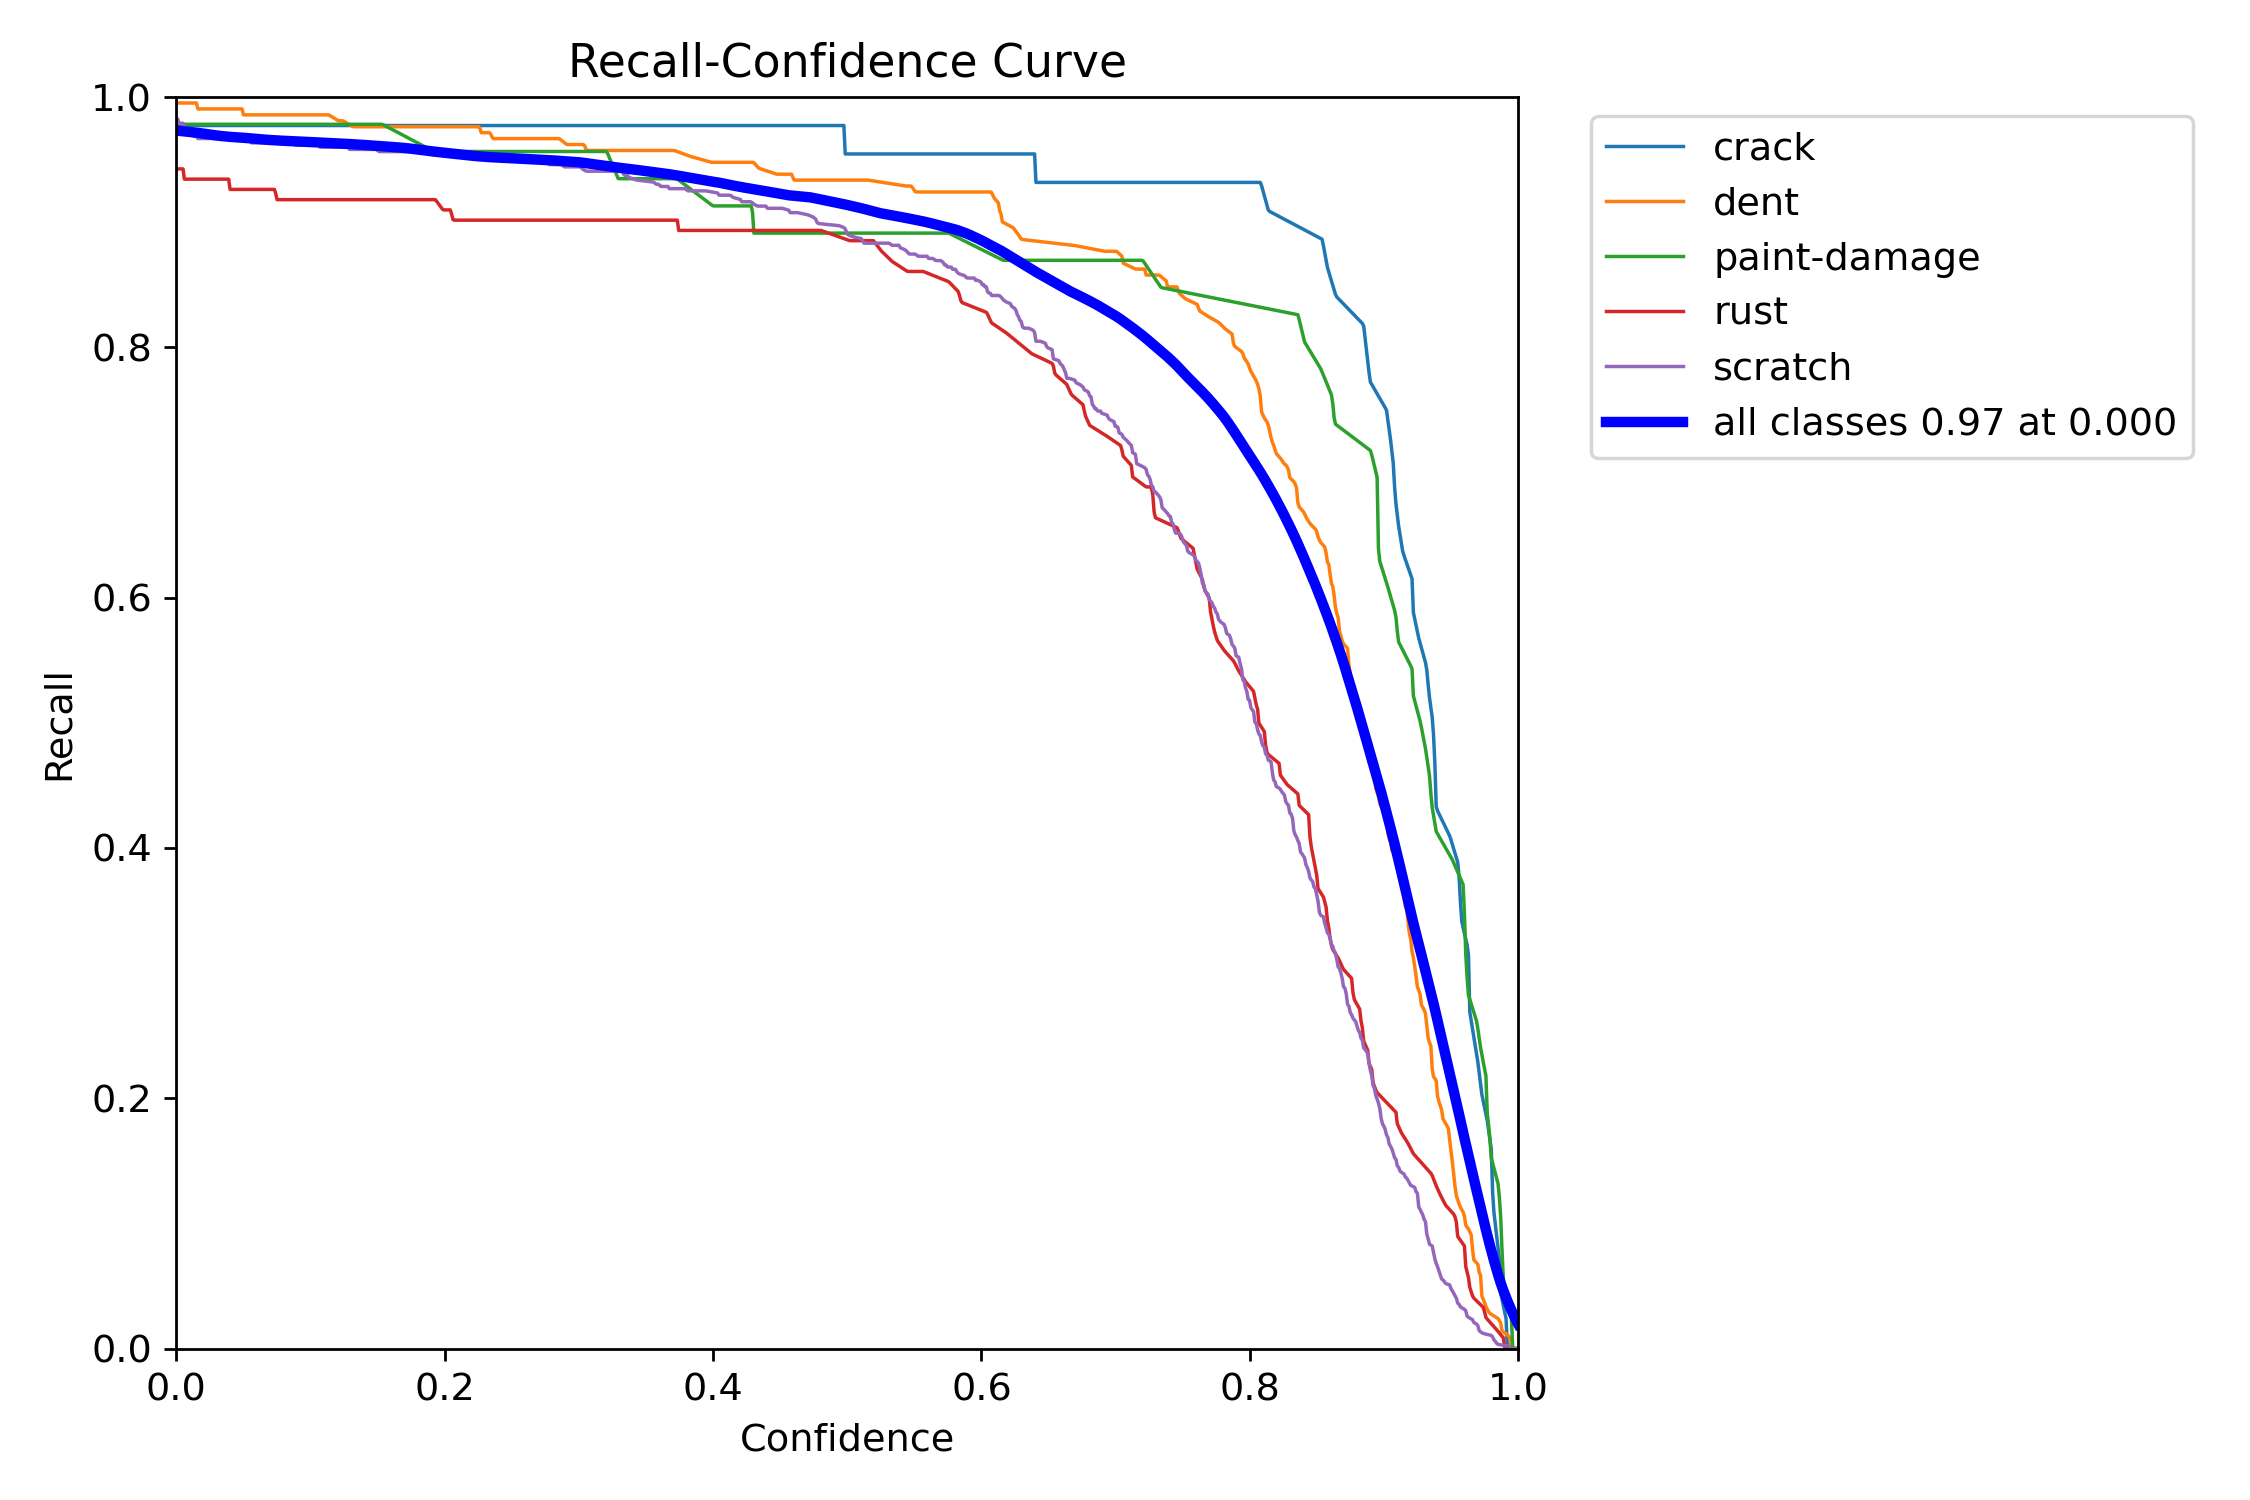 Recall-Confidence Curve
1.0
0.8
0.6
0.4
0.2
0.0
Recall
0.0 0.2 0.4 0.6 0.8 1.0
Confidence
crack
dent
paint-damage
rust
scratch
all classes 0.97 at 0.000